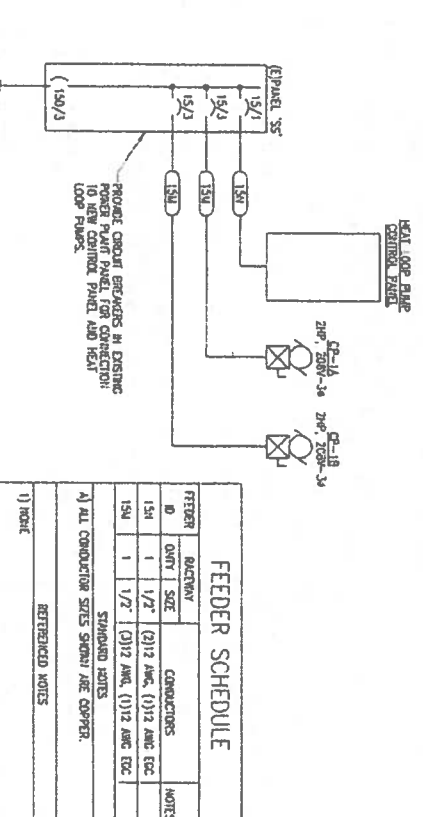 HEAT LOOP PUMP
CONTROL PANEL
CP-1A
2HP, 208V-3ø
CP-1B
2HP, 208V-3ø
(E)PANEL 'SS'
15/1
15/3
15/3
150/3
15N
15M
15M
PROVIDE CIRCUIT BREAKERS IN EXISTING
POWER PLANT PANEL FOR CONNECTION
TO NEW CONTROL PANEL AND HEAT
LOOP PUMPS.
FEEDER SCHEDULE
FEEDER ID
RACEWAY
QNTY
SIZE
CONDUCTORS
NOTES
15N 1 1/2" (2)12 AWG, (1)12 AWG EGC
15M 1 1/2" (3)12 AWG, (1)12 AWG EGC
STANDARD NOTES
A) ALL CONDUCTOR SIZES SHOWN ARE COPPER.
REFERENCED NOTES
1) NONE